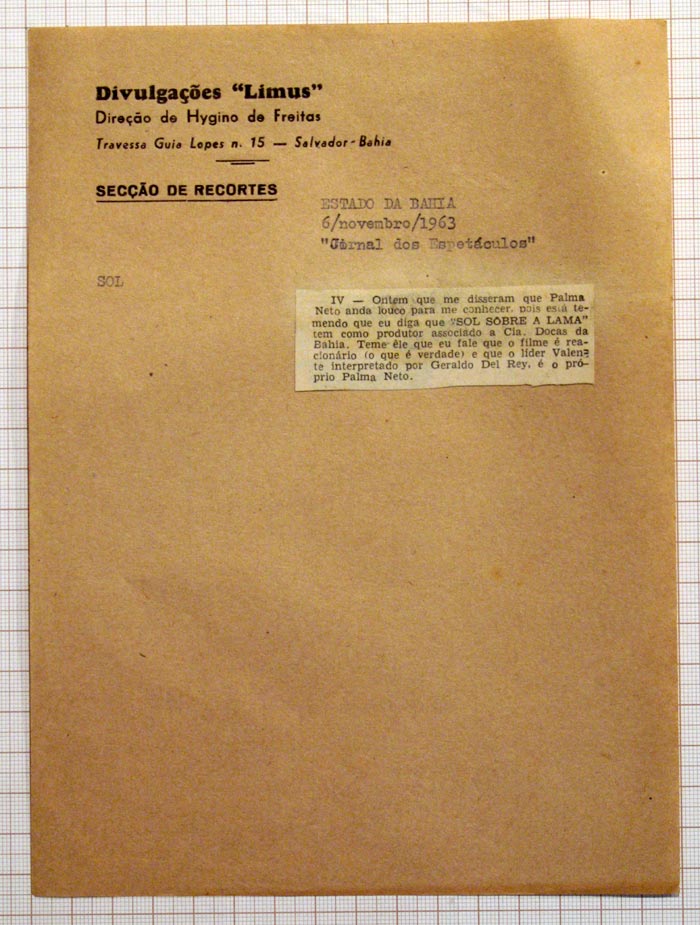 Divulgações “Limus”
Direção de Hygino de Freitas
Travessa Guia Lopes n. 15 — Salvador-Bahia
SECÇÃO DE RECORTES
ESTADO DA BAHIA
6/novembro/1963
"Jornal dos Espetáculos"
SOL
IV — Ontem que me disseram que Palma
Neto anda louco para me conhecer, pois está te-
mendo que eu diga que "SOL SÔBRE A LAMA"
tem como produtor associado a Cia. Docas da
Bahia. Teme êle que eu fale que o filme é rea-
cionário (o que é verdade) e que o líder Valen-
te interpretado por Geraldo Del Rey, é o pró-
prio Palma Neto.